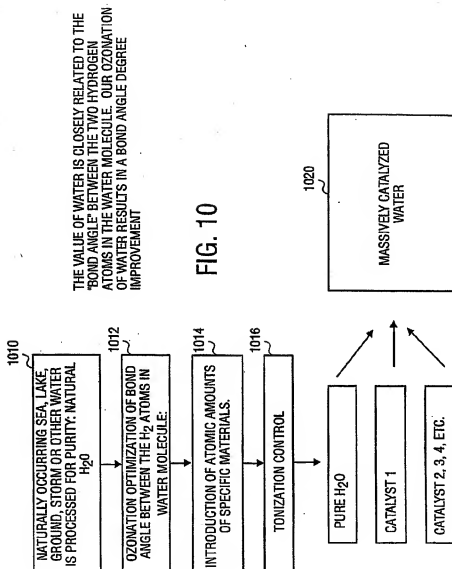 1010
NATURALLY OCCURRING SEA, LAKE,
GROUND, STORM OR OTHER WATER
IS PROCESSED FOR PURITY: NATURAL
H2O
1012
OZONATION OPTIMIZATION OF BOND
ANGLE BETWEEN THE H2 ATOMS IN
WATER MOLECULE:
1014
INTRODUCTION OF ATOMIC AMOUNTS
OF SPECIFIC MATERIALS.
1016
TONIZATION CONTROL
PURE H2O
CATALYST 1
CATALYST 2, 3, 4, ETC.
THE VALUE OF WATER IS CLOSELY RELATED TO THE
"BOND ANGLE" BETWEEN THE TWO HYDROGEN
ATOMS IN THE WATER MOLECULE. OUR OZONATION
OF WATER RESULTS IN A BOND ANGLE DEGREE
IMPROVEMENT
FIG. 10
1020
MASSIVELY CATALYZED
WATER